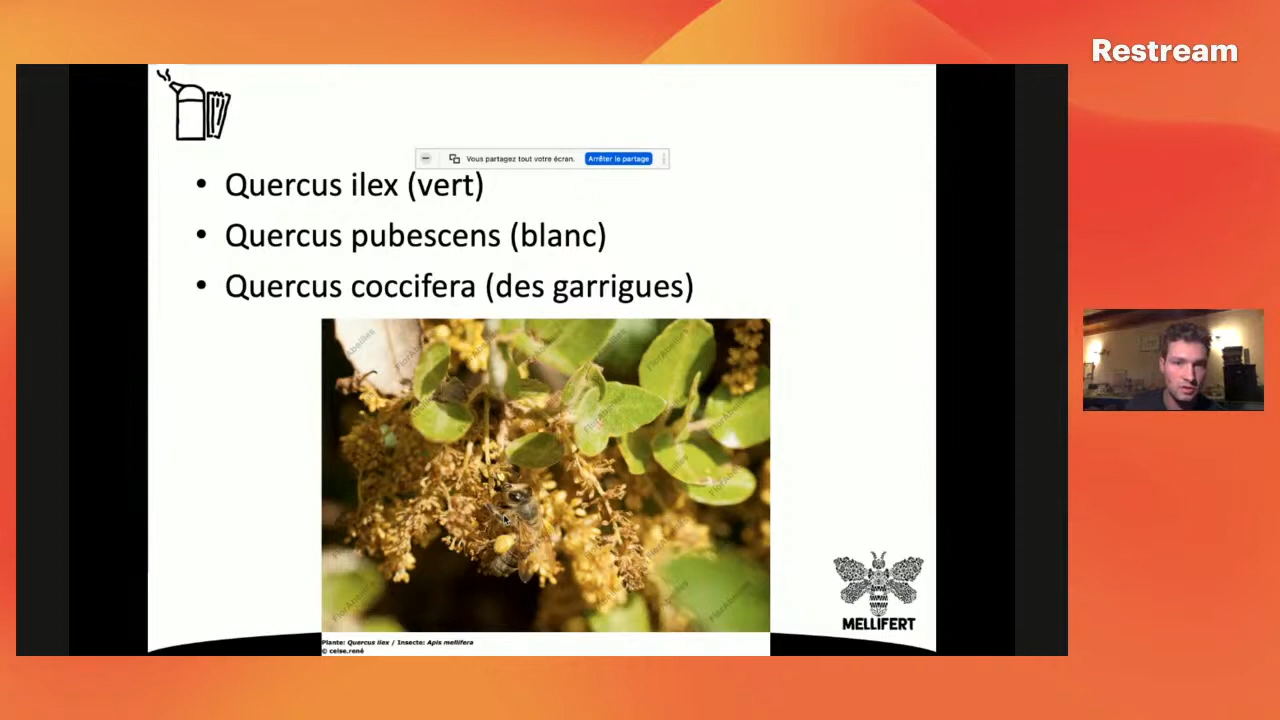 Restream
Vous partagez tout votre écran. Arrêter le partage
• Quercus ilex (vert)
• Quercus pubescens (blanc)
• Quercus coccifera (des garrigues)
FlorAbeilles
MELLIFERT
Plante: Quercus ilex / Insecte: Apis mellifera
© celse.rené